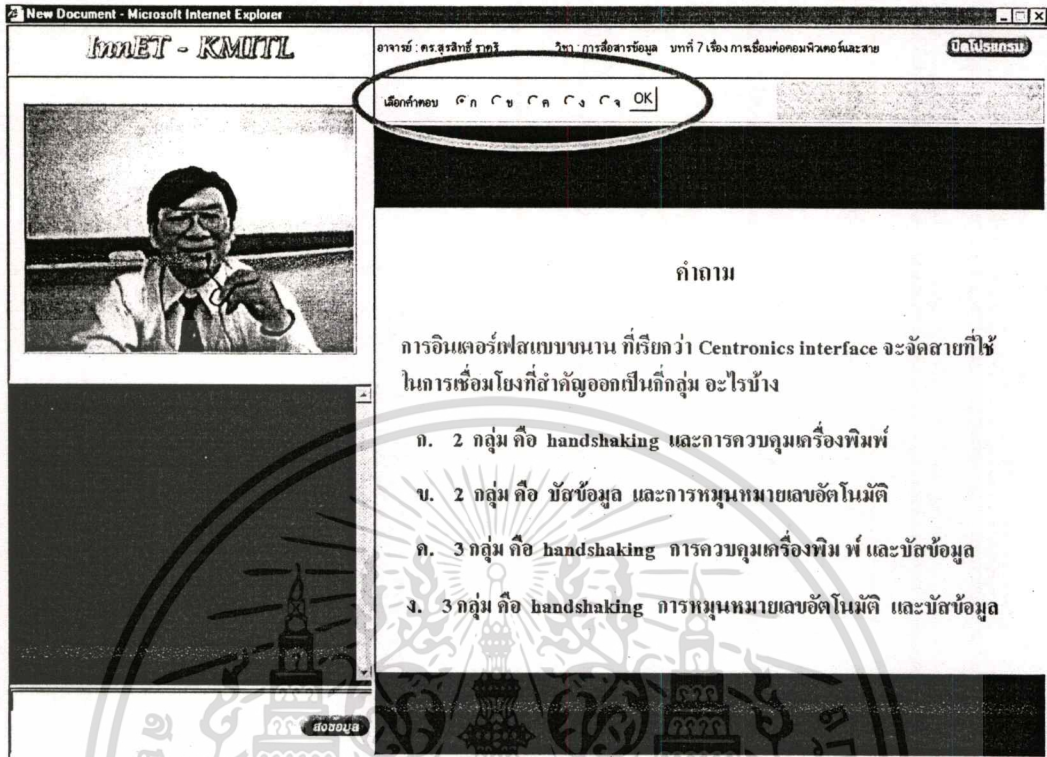 New Document - Microsoft Internet Explorer
InnET - KMITL
อาจารย์ : ดร.สุรสิทธิ์ ราตรี วิชา : การสื่อสารข้อมูล บทที่ 7 เรื่อง การเชื่อมต่อคอมพิวเตอร์และสาย
ปิดโปรแกรม
เลือกคำตอบ ก ข ค ง จ OK
คำถาม
การอินเตอร์เฟสแบบขนาน ที่เรียกว่า Centronics interface จะจัดสายที่ใช้
ในการเชื่อมโยงที่สำคัญออกเป็นกี่กลุ่ม อะไรบ้าง
ก. 2 กลุ่ม คือ handshaking และการควบคุมเครื่องพิมพ์
ข. 2 กลุ่ม คือ บัสข้อมูล และการหมุนหมายเลขอัตโนมัติ
ค. 3 กลุ่ม คือ handshaking การควบคุมเครื่องพิม พ์ และบัสข้อมูล
ง. 3 กลุ่ม คือ handshaking การหมุนหมายเลขอัตโนมัติ และบัสข้อมูล
ส่งข้อมูล